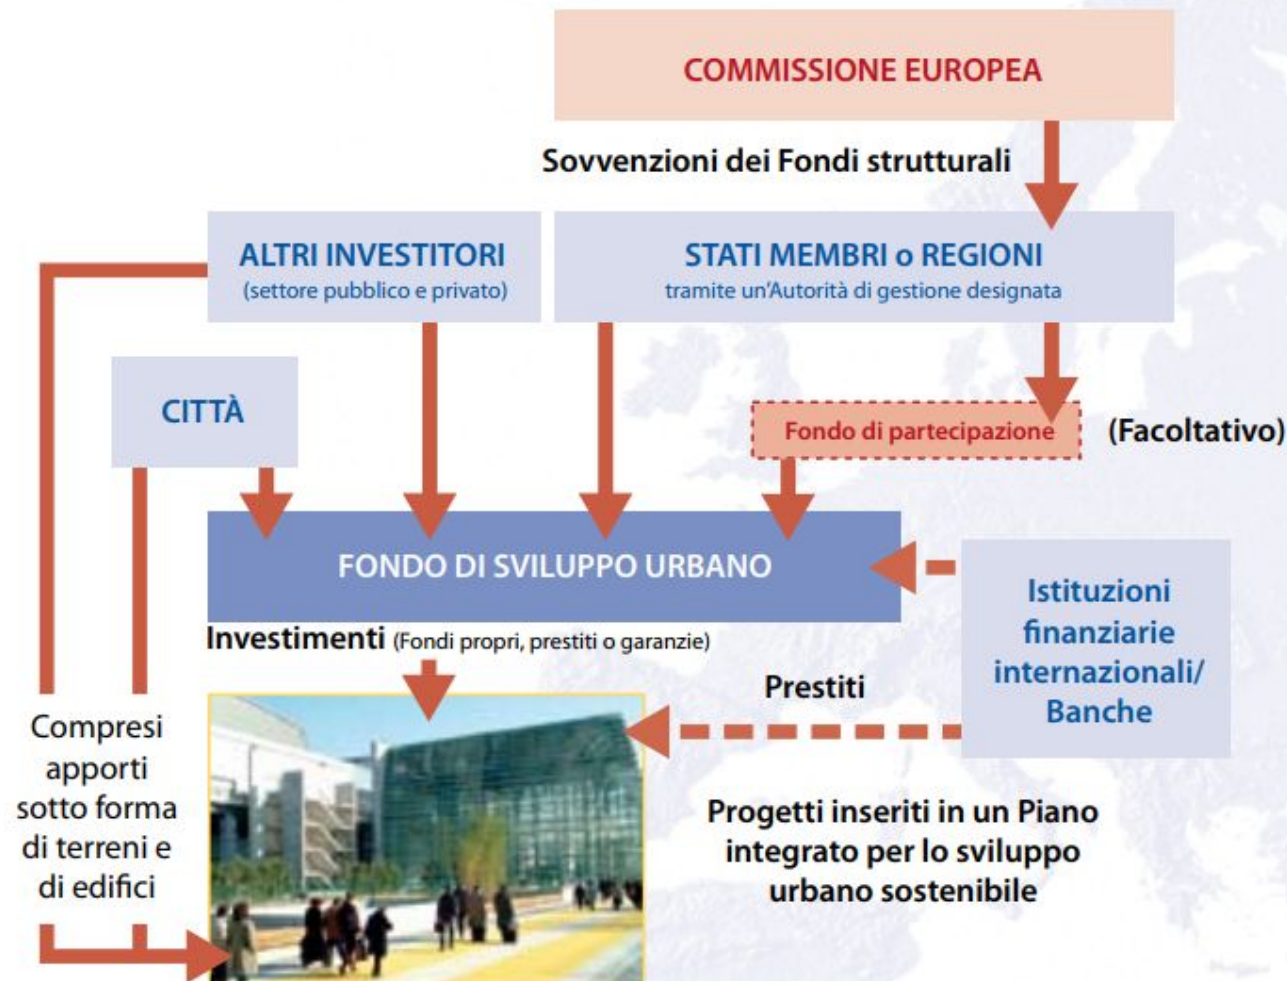 COMMISSIONE EUROPEA
Sovvenzioni dei Fondi strutturali
ALTRI INVESTITORI
(settore pubblico e privato)
STATI MEMBRI o REGIONI
tramite un'Autorità di gestione designata
CITTÀ
Fondo di partecipazione
(Facoltativo)
FONDO DI SVILUPPO URBANO
Istituzioni
finanziarie
internazionali/
Banche
Investimenti (Fondi propri, prestiti o garanzie)
Prestiti
Compresi
apporti
sotto forma
di terreni e
di edifici
Progetti inseriti in un Piano
integrato per lo sviluppo
urbano sostenibile